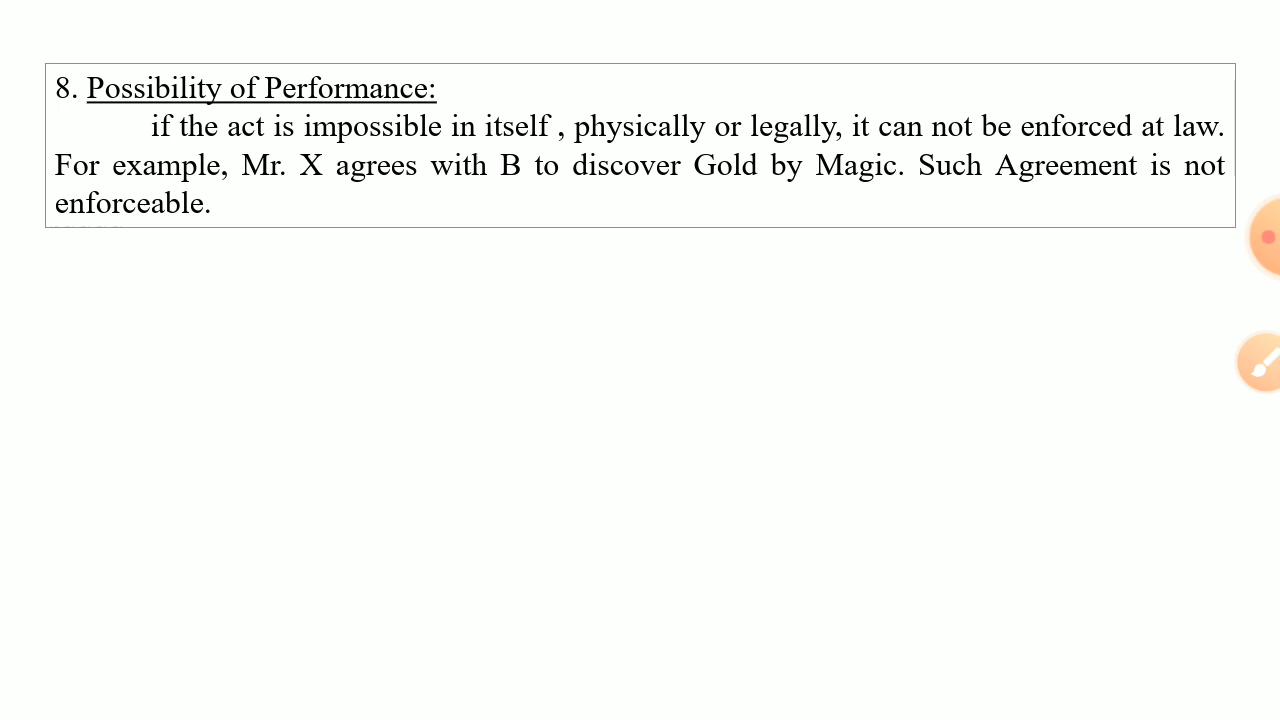 8. Possibility of Performance:
if the act is impossible in itself , physically or legally, it can not be enforced at law.
For example, Mr. X agrees with B to discover Gold by Magic. Such Agreement is not
enforceable.